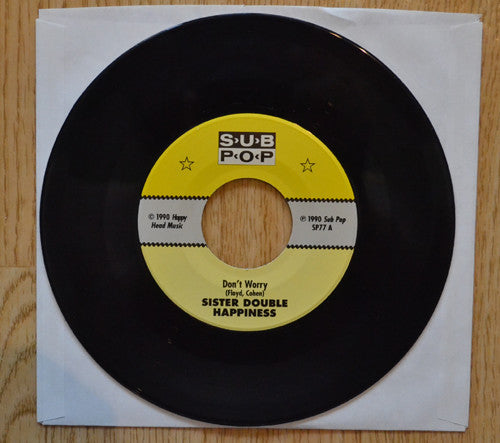 S›U›B
P‹O‹P
© 1990 Happy
Head Music
℗ 1990 Sub Pop
SP77 A
Don't Worry
(Floyd, Cohen)
SISTER DOUBLE
HAPPINESS